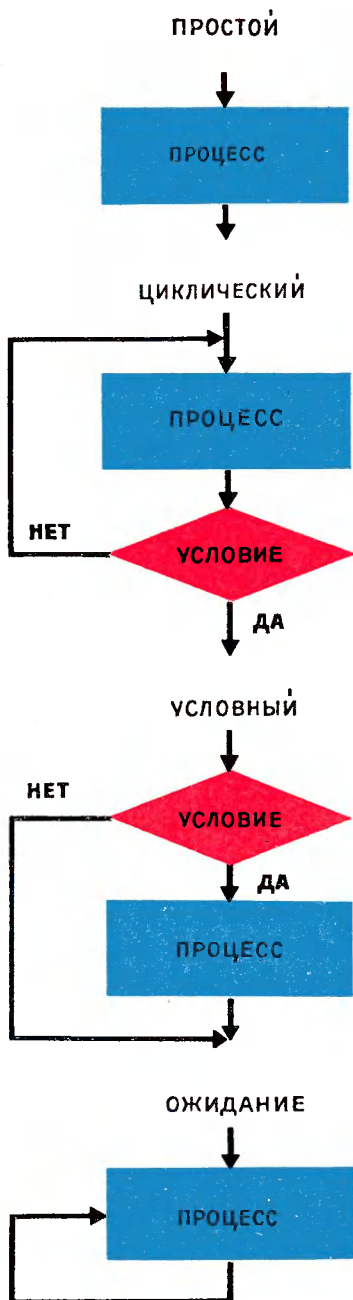 ПРОСТОЙ
ПРОЦЕСС
ЦИКЛИЧЕСКИЙ
ПРОЦЕСС
НЕТ
УСЛОВИЕ
ДА
УСЛОВНЫЙ
НЕТ
УСЛОВИЕ
ДА
ПРОЦЕСС
ОЖИДАНИЕ
ПРОЦЕСС